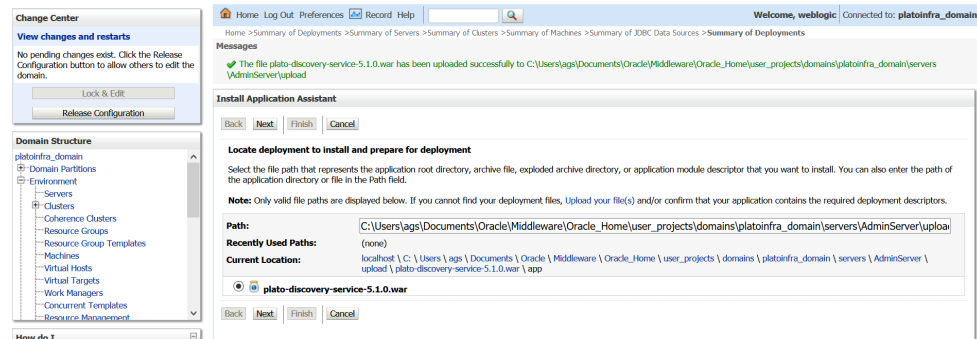 Change Center
View changes and restarts
No pending changes exist. Click the Release
Configuration button to allow others to edit the
domain.
Lock & Edit
Release Configuration
Domain Structure
platoinfra_domain
Domain Partitions
Environment
Servers
Clusters
Coherence Clusters
Resource Groups
Resource Group Templates
Machines
Virtual Hosts
Virtual Targets
Work Managers
Concurrent Templates
Resource Management
How do I
Home Log Out Preferences Record Help
Welcome, weblogic Connected to: platoinfra_domain
Home >Summary of Deployments >Summary of Servers >Summary of Clusters >Summary of Machines >Summary of JDBC Data Sources >Summary of Deployments
Messages
The file plato-discovery-service-5.1.0.war has been uploaded successfully to C:\Users\ags\Documents\Oracle\Middleware\Oracle_Home\user_projects\domains\platoinfra_domain\servers
\AdminServer\upload
Install Application Assistant
Back Next Finish Cancel
Locate deployment to install and prepare for deployment
Select the file path that represents the application root directory, archive file, exploded archive directory, or application module descriptor that you want to install. You can also enter the path of
the application directory or file in the Path field.
Note: Only valid file paths are displayed below. If you cannot find your deployment files, Upload your file(s) and/or confirm that your application contains the required deployment descriptors.
Path: C:\Users\ags\Documents\Oracle\Middleware\Oracle_Home\user_projects\domains\platoinfra_domain\servers\AdminServer\uploa
Recently Used Paths: (none)
Current Location: localhost \ C: \ Users \ ags \ Documents \ Oracle \ Middleware \ Oracle_Home \ user_projects \ domains \ platoinfra_domain \ servers \ AdminServer \
upload \ plato-discovery-service-5.1.0.war \ app
plato-discovery-service-5.1.0.war
Back Next Finish Cancel